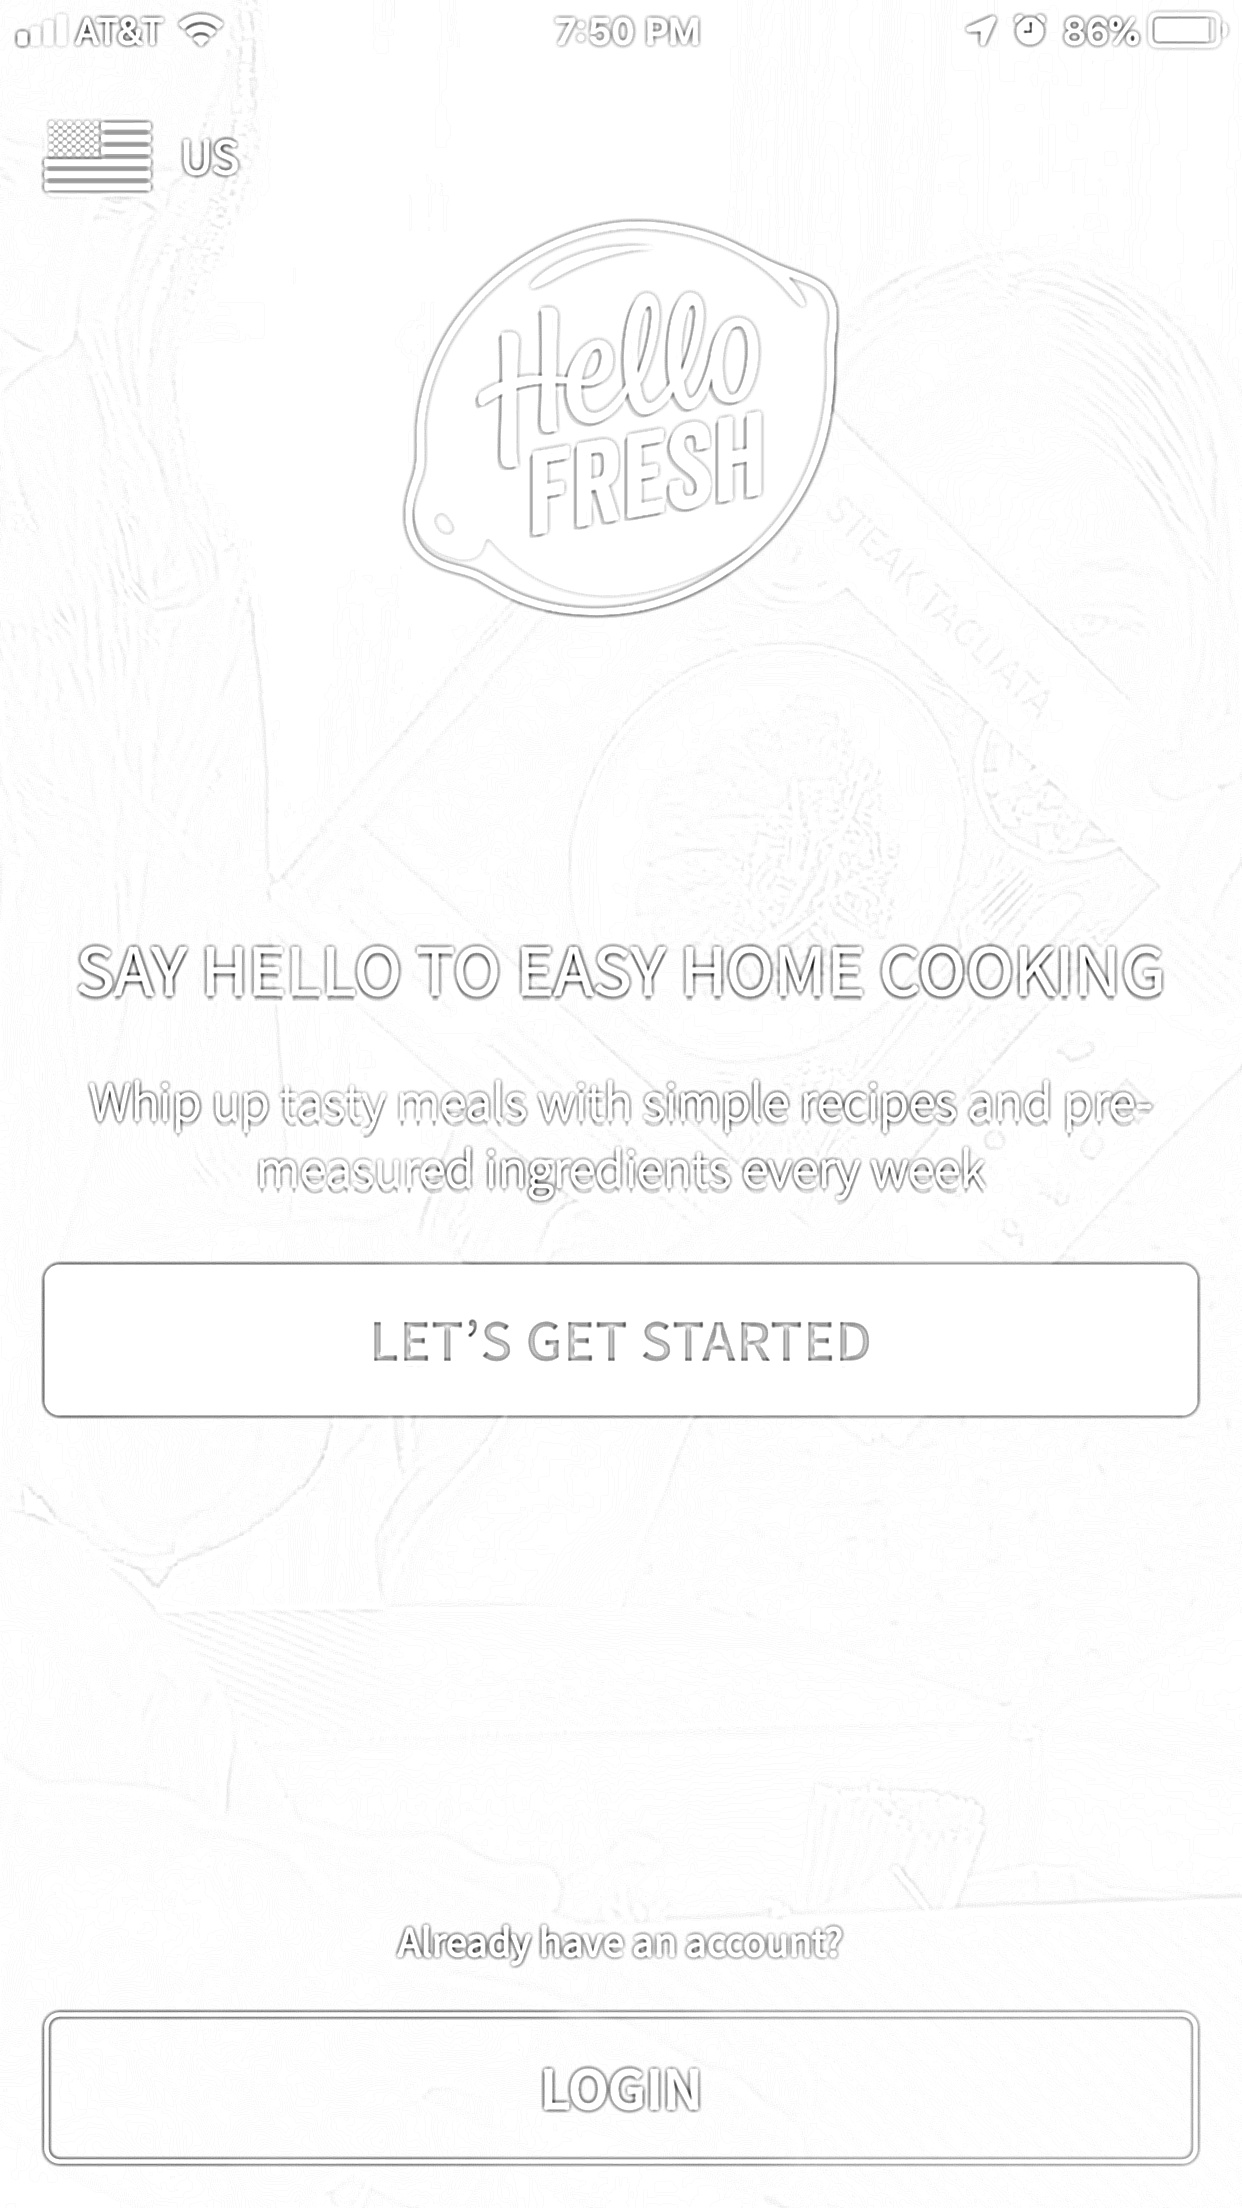 AT&T 7:50 PM 86%
US
Hello
FRESH
STEAK TAGLIATA
SAY HELLO TO EASY HOME COOKING
Whip up tasty meals with simple recipes and pre-
measured ingredients every week
LET’S GET STARTED
Already have an account?
LOGIN